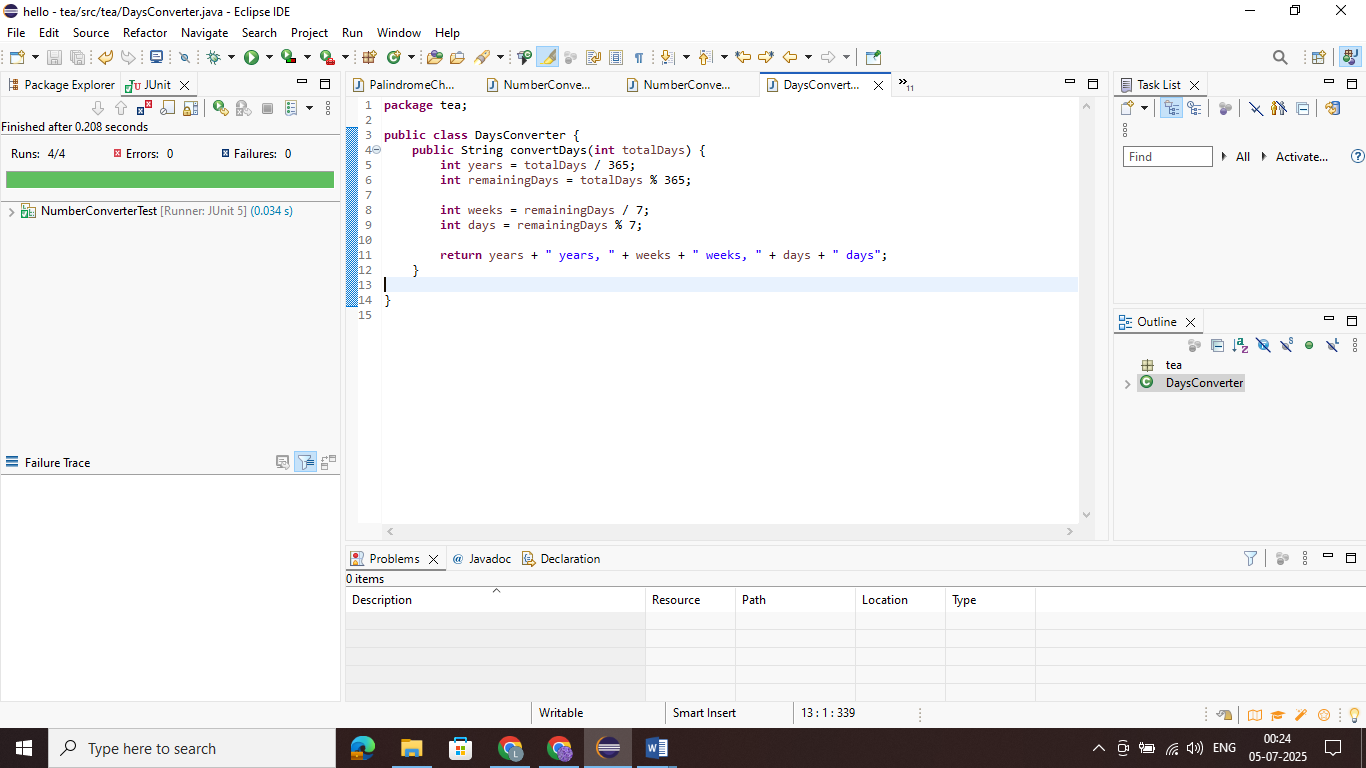 hello - tea/src/tea/DaysConverter.java - Eclipse IDE
File Edit Source Refactor Navigate Search Project Run Window Help
Package Explorer JUnit
Finished after 0.208 seconds
Runs: 4/4 Errors: 0 Failures: 0
NumberConverterTest [Runner: JUnit 5] (0.034 s)
Failure Trace
PalindromeCh... NumberConve... NumberConve... DaysConvert... »11
1 package tea;
2
3 public class DaysConverter {
4 public String convertDays(int totalDays) {
5 int years = totalDays / 365;
6 int remainingDays = totalDays % 365;
7
8 int weeks = remainingDays / 7;
9 int days = remainingDays % 7;
10
11 return years + " years, " + weeks + " weeks, " + days + " days";
12 }
13
14 }
15
Task List
Find All Activate...
Outline
tea
DaysConverter
Problems @ Javadoc Declaration
0 items
Description Resource Path Location Type
Writable Smart Insert 13 : 1 : 339
Type here to search
ENG
00:24
05-07-2025